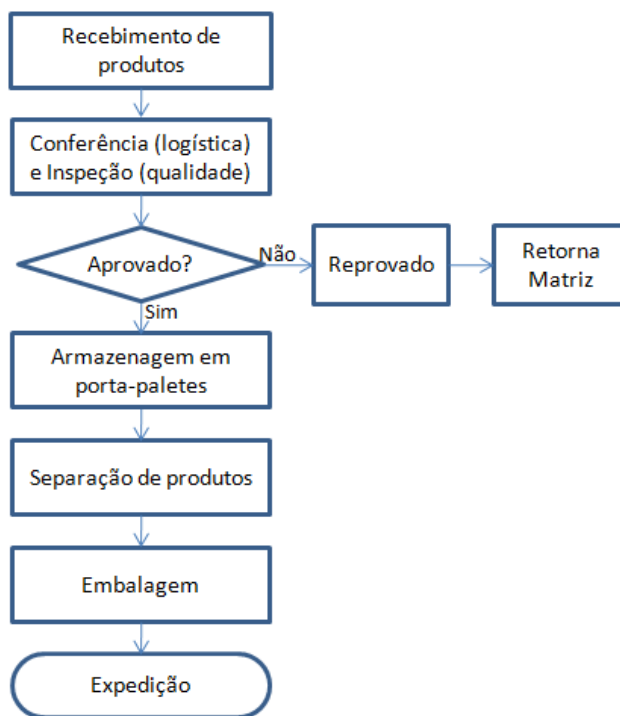 Recebimento de
produtos
Conferência (logística)
e Inspeção (qualidade)
Aprovado?
Não
Reprovado
Retorna
Matriz
Sim
Armazenagem em
porta-paletes
Separação de produtos
Embalagem
Expedição